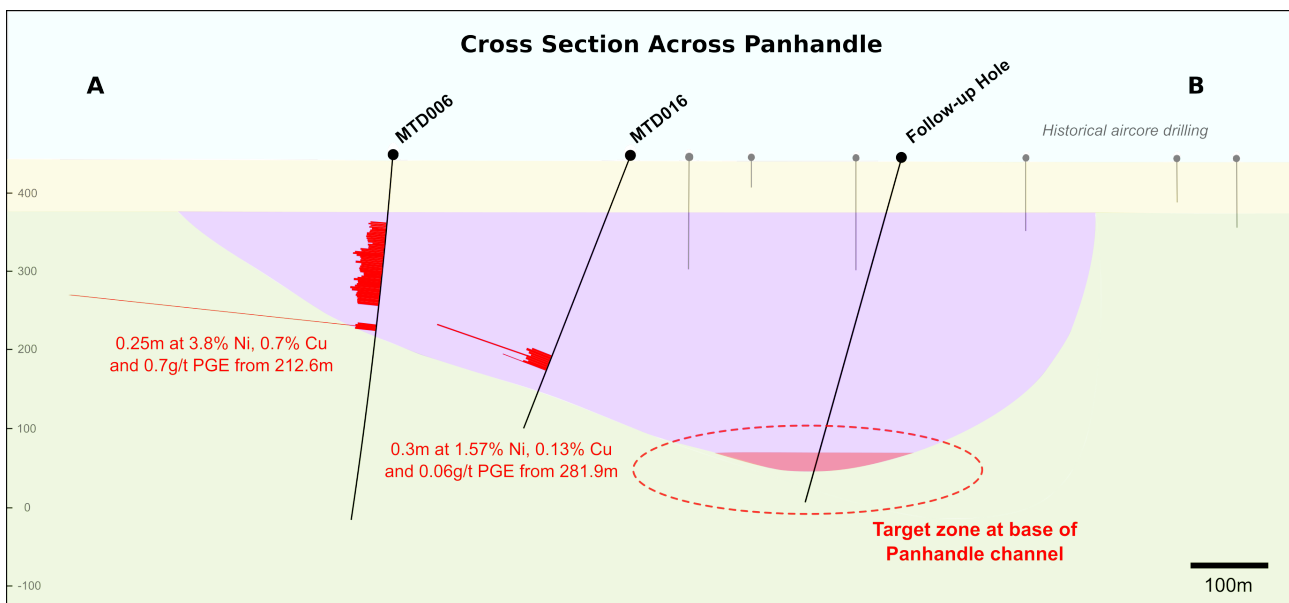 Cross Section Across Panhandle
A
B
MTD006
MTD016
Follow-up Hole
Historical aircore drilling
400
300
200
100
0
-100
0.25m at 3.8% Ni, 0.7% Cu
and 0.7g/t PGE from 212.6m
0.3m at 1.57% Ni, 0.13% Cu
and 0.06g/t PGE from 281.9m
Target zone at base of
Panhandle channel
100m